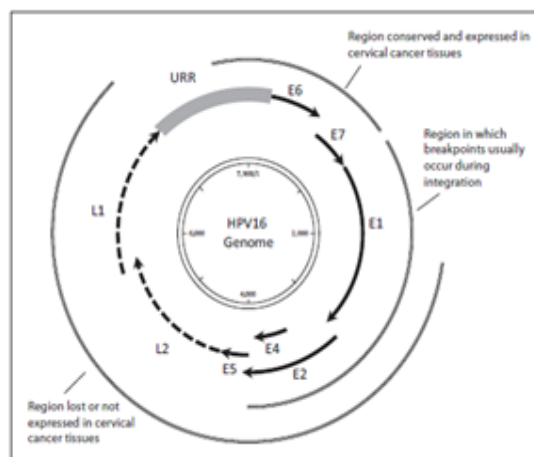 Region conserved and expressed in
cervical cancer tissues
URR
E6
E7
Region in which
breakpoints usually
occur during
integration
7,908/1
L1
HPV16
Genome
6,000
2,000
E1
4,000
L2
E4
E5
E2
Region lost or not
expressed in cervical
cancer tissues